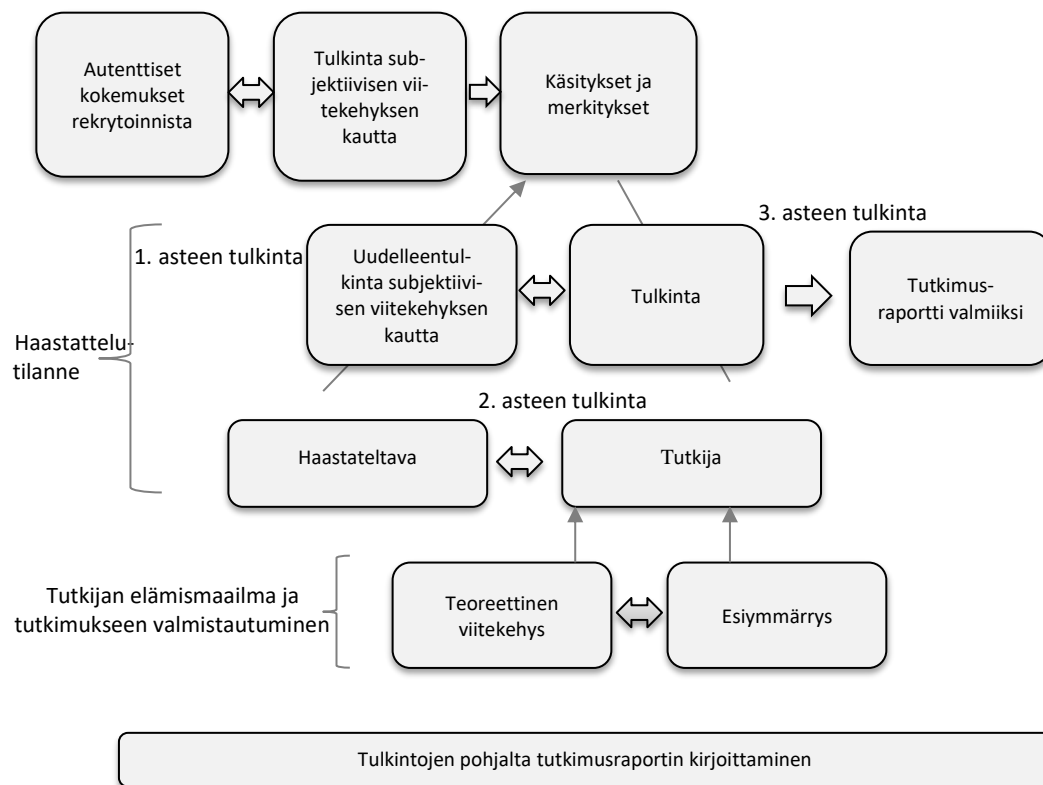 Autenttiset
kokemukset
rekrytoinnista
Tulkinta sub-
jektiivisen vii-
tekehyksen
kautta
Käsitykset ja
merkitykset
3. asteen tulkinta
1. asteen tulkinta
Uudelleentul-
kinta subjektiivi-
sen viitekehyksen
kautta
Tulkinta
Tutkimus-
raportti valmiiksi
Haastattelu-
tilanne
2. asteen tulkinta
Haastateltava
Tutkija
Tutkijan elämismaailma ja
tutkimukseen valmistautuminen
Teoreettinen
viitekehys
Esiymmärrys
Tulkintojen pohjalta tutkimusraportin kirjoittaminen